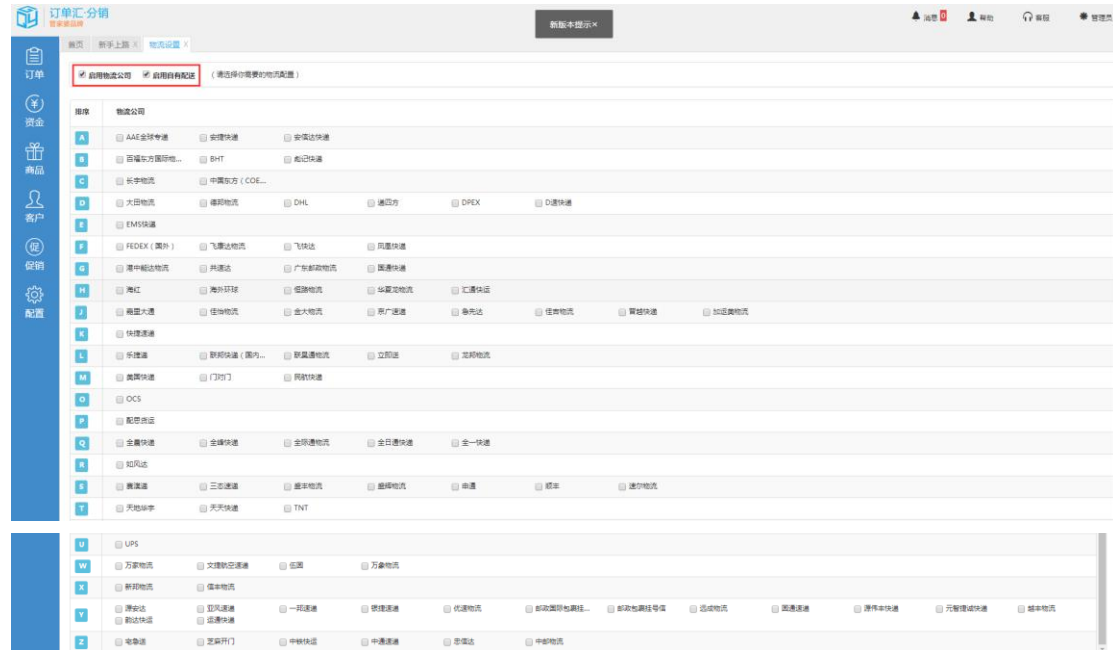 订单汇·分销
管家婆品牌
新版本提示×
消息 0 帮助 客服 管理员
首页 新手上路 × 物流设置 ×
启用物流公司 启用自有配送 （请选择你需要的物流配置）
订单
资金
商品
客户
促
促销
配置
排序 物流公司
A AAE全球专递 安捷快递 安信达快递
B 百福东方国际物... BHT 彪记快递
C 长宇物流 中国东方（COE...
D 大田物流 德邦物流 DHL 递四方 DPEX D速快递
E EMS快递
F FEDEX（国外） 飞康达物流 飞快达 凤凰快递
G 港中能达物流 共速达 广东邮政物流 国通快递
H 海红 海外环球 恒路物流 华夏龙物流 汇通快运
J 嘉里大通 佳怡物流 金大物流 京广速递 急先达 佳吉物流 晋越快递 加运美物流
K 快捷速递
L 乐捷递 联邦快递（国内... 联昊通物流 立即送 龙邦物流
M 美国快递 门对门 民航快递
O OCS
P 配思货运
Q 全晨快递 全峰快递 全际通物流 全日通快递 全一快递
R 如风达
S 赛澳递 三态速递 盛丰物流 盛辉物流 申通 顺丰 速尔物流
T 天地华宇 天天快递 TNT
U UPS
W 万家物流 文捷航空速递 伍圆 万象物流
X 新邦物流 信丰物流
Y 源安达 亚风速递 一邦速递 银捷速递 优速物流 邮政国际包裹挂... 邮政包裹挂号信 远成物流 圆通速递 源伟丰快递 元智捷诚快递 越丰物流
韵达快运 运通快递
Z 宅急送 芝麻开门 中铁快运 中通速递 忠信达 中邮物流